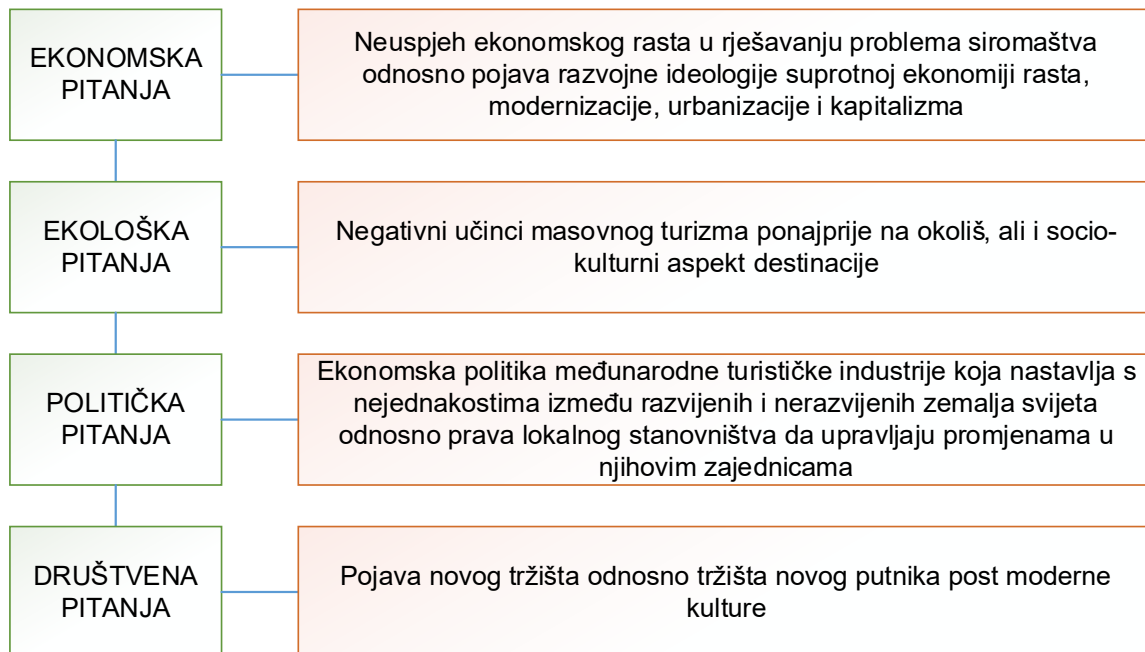 EKONOMSKA
PITANJA
Neuspjeh ekonomskog rasta u rješavanju problema siromaštva
odnosno pojava razvojne ideologije suprotnoj ekonomiji rasta,
modernizacije, urbanizacije i kapitalizma
EKOLOŠKA
PITANJA
Negativni učinci masovnog turizma ponajprije na okoliš, ali i socio-
kulturni aspekt destinacije
POLITIČKA
PITANJA
Ekonomska politika međunarodne turističke industrije koja nastavlja s
nejednakostima između razvijenih i nerazvijenih zemalja svijeta
odnosno prava lokalnog stanovništva da upravljaju promjenama u
njihovim zajednicama
DRUŠTVENA
PITANJA
Pojava novog tržišta odnosno tržišta novog putnika post moderne
kulture